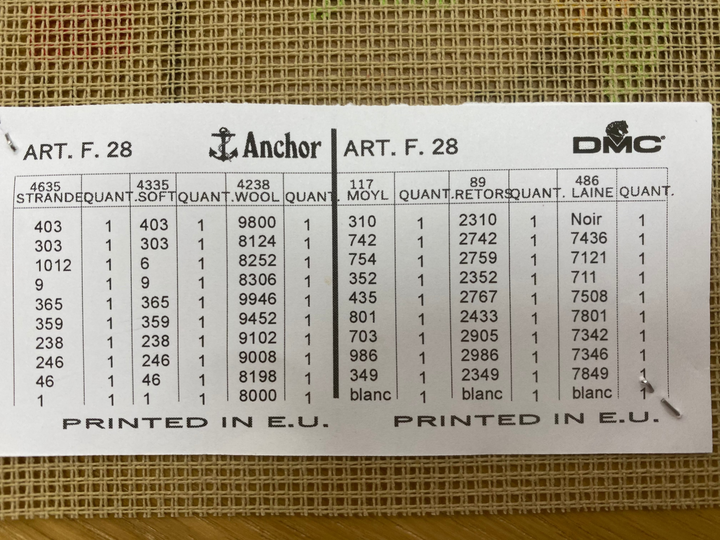 ART. F. 28 Anchor ART. F. 28 DMC
4635 4335 4238 117 89 486
STRANDED QUANT. SOFT QUANT. WOOL QUANT. MOYL QUANT. RETORS QUANT. LAINE QUANT.
403 1 403 1 9800 1 310 1 2310 1 Noir 1
303 1 303 1 8124 1 742 1 2742 1 7436 1
1012 1 6 1 8252 1 754 1 2759 1 7121 1
9 1 9 1 8306 1 352 1 2352 1 711 1
365 1 365 1 9946 1 435 1 2767 1 7508 1
359 1 359 1 9452 1 801 1 2433 1 7801 1
238 1 238 1 9102 1 703 1 2905 1 7342 1
246 1 246 1 9008 1 986 1 2986 1 7346 1
46 1 46 1 8198 1 349 1 2349 1 7849 1
1 1 1 1 8000 1 blanc 1 blanc 1 blanc 1
PRINTED IN E.U. PRINTED IN E.U.